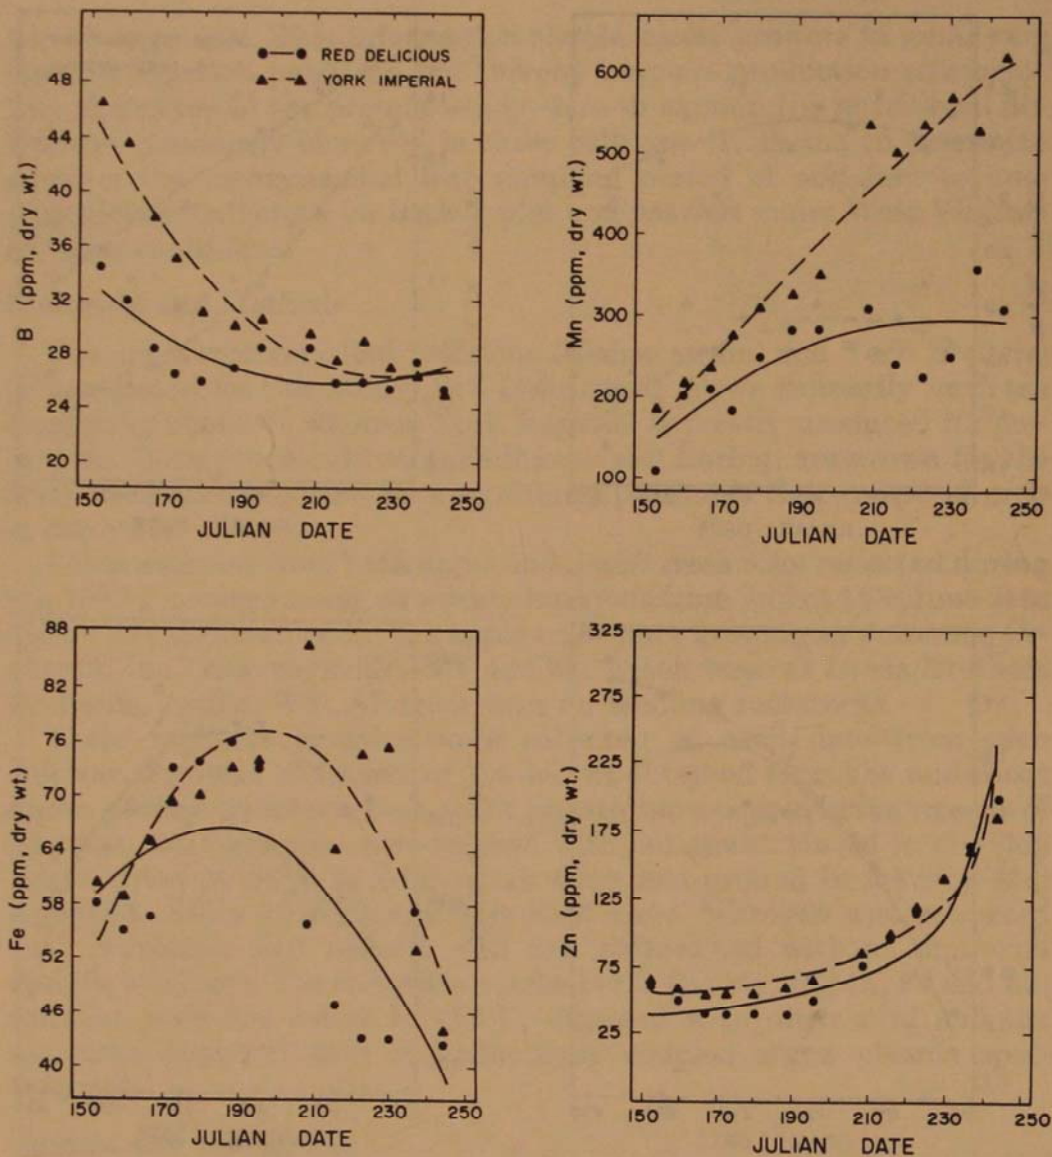 RED DELICIOUS
YORK IMPERIAL
B (ppm, dry wt.)
48
44
40
36
32
28
24
20
150 170 190 210 230 250
JULIAN DATE
Mn (ppm, dry wt.)
600
500
400
300
200
100
150 170 190 210 230 250
JULIAN DATE
Fe (ppm, dry wt.)
88
82
76
70
64
58
52
46
40
150 170 190 210 230 250
JULIAN DATE
Zn (ppm, dry wt.)
325
275
225
175
125
75
25
150 170 190 210 230 250
JULIAN DATE